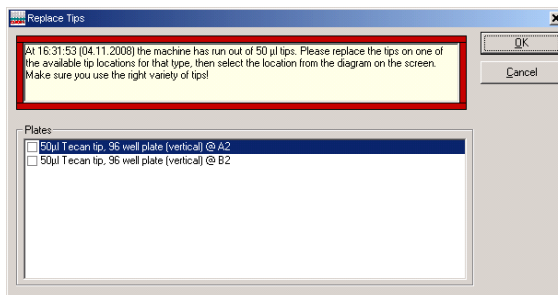 Replace Tips
At 16:31:53 (04.11.2008) the machine has run out of 50 µl tips. Please replace the tips on one of
the available tip locations for that type, then select the location from the diagram on the screen.
Make sure you use the right variety of tips!
OK
Cancel
Plates
50µl Tecan tip, 96 well plate (vertical) @ A2
50µl Tecan tip, 96 well plate (vertical) @ B2